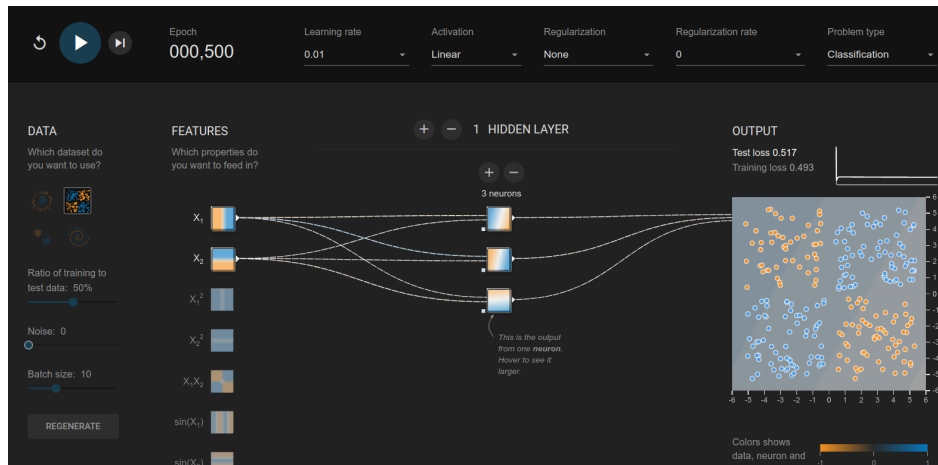 Epoch
000,500
Learning rate
0.01
Activation
Linear
Regularization
None
Regularization rate
0
Problem type
Classification
DATA
Which dataset do
you want to use?
Ratio of training to
test data: 50%
Noise: 0
Batch size: 10
REGENERATE
FEATURES
Which properties do
you want to feed in?
X₁
X₂
X₁²
X₂²
X₁X₂
sin(X₁)
sin(X₂)
+ − 1 HIDDEN LAYER
+ −
3 neurons
This is the output
from one neuron.
Hover to see it
larger.
OUTPUT
Test loss 0.517
Training loss 0.493
6
5
4
3
2
1
0
-1
-2
-3
-4
-5
-6
-6 -5 -4 -3 -2 -1 0 1 2 3 4 5 6
Colors shows
data, neuron and
-1 0 1